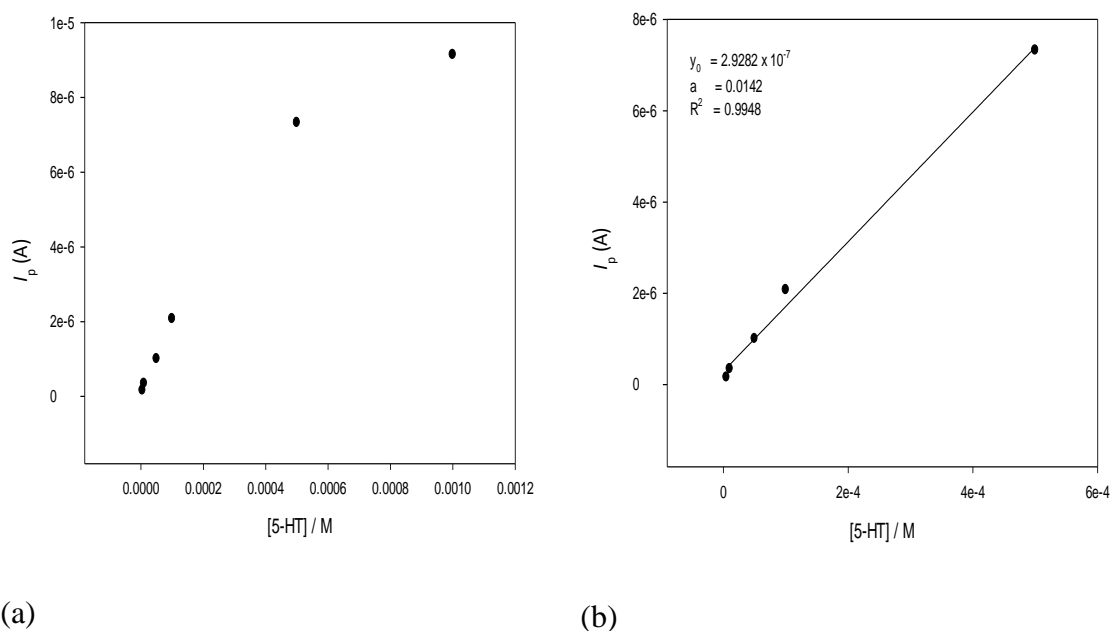 1e-5
8e-6
6e-6
4e-6
2e-6
0
I_p (A)
0.0000 0.0002 0.0004 0.0006 0.0008 0.0010 0.0012
[5-HT] / M
(a)
8e-6
6e-6
4e-6
2e-6
0
I_p (A)
y_0 = 2.9282 x 10^-7
a = 0.0142
R^2 = 0.9948
0 2e-4 4e-4 6e-4
[5-HT] / M
(b)